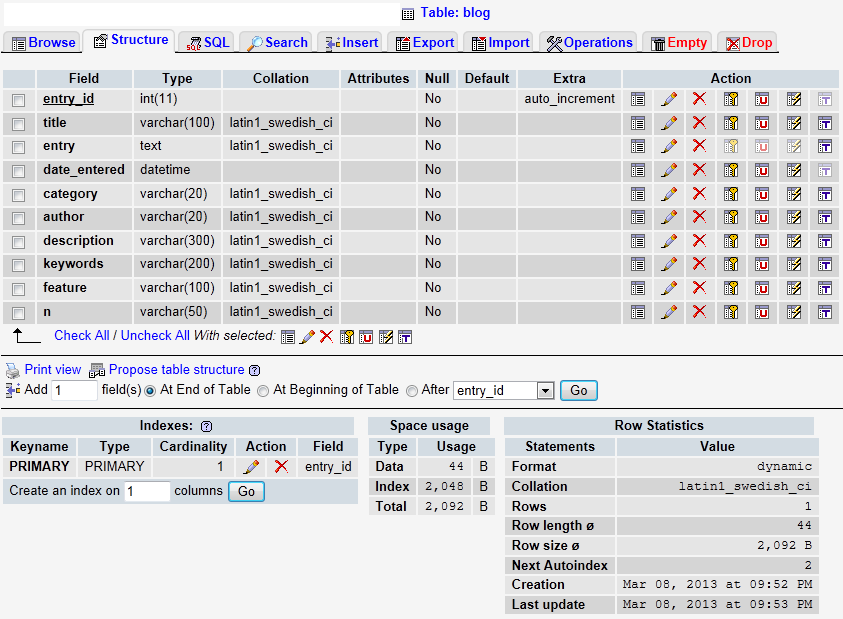 Table: blog
Browse Structure SQL Search Insert Export Import Operations Empty Drop
Field Type Collation Attributes Null Default Extra Action
entry_id int(11) No auto_increment
title varchar(100) latin1_swedish_ci No
entry text latin1_swedish_ci No
date_entered datetime No
category varchar(20) latin1_swedish_ci No
author varchar(20) latin1_swedish_ci No
description varchar(300) latin1_swedish_ci No
keywords varchar(200) latin1_swedish_ci No
feature varchar(100) latin1_swedish_ci No
n varchar(50) latin1_swedish_ci No
Check All / Uncheck All With selected:
Print view Propose table structure
Add 1 field(s) At End of Table At Beginning of Table After entry_id Go
Indexes:
Keyname Type Cardinality Action Field
PRIMARY PRIMARY 1 entry_id
Create an index on 1 columns Go
Space usage
Type Usage
Data 44 B
Index 2,048 B
Total 2,092 B
Row Statistics
Statements Value
Format dynamic
Collation latin1_swedish_ci
Rows 1
Row length ø 44
Row size ø 2,092 B
Next Autoindex 2
Creation Mar 08, 2013 at 09:52 PM
Last update Mar 08, 2013 at 09:53 PM